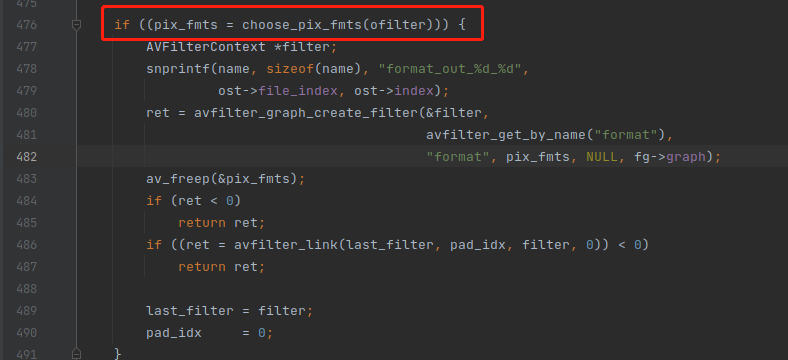 475
476 if ((pix_fmts = choose_pix_fmts(ofilter))) {
477 AVFilterContext *filter;
478 snprintf(name, sizeof(name), "format_out_%d_%d",
479 ost->file_index, ost->index);
480 ret = avfilter_graph_create_filter(&filter,
481 avfilter_get_by_name("format"),
482 "format", pix_fmts, NULL, fg->graph);
483 av_freep(&pix_fmts);
484 if (ret < 0)
485 return ret;
486 if ((ret = avfilter_link(last_filter, pad_idx, filter, 0)) < 0)
487 return ret;
488
489 last_filter = filter;
490 pad_idx     = 0;
491 }